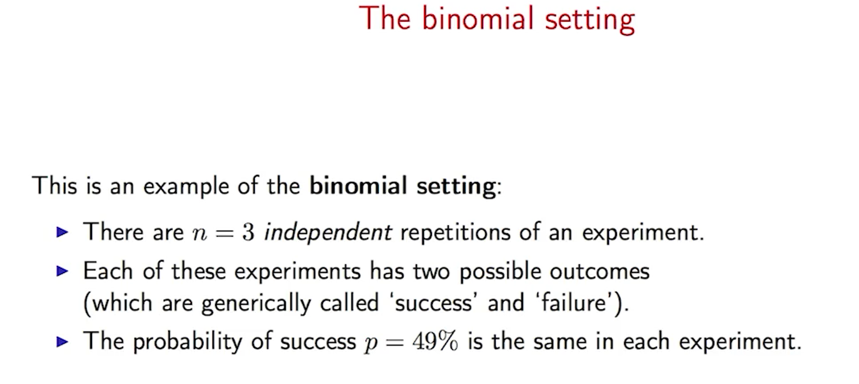 The binomial setting
This is an example of the binomial setting:
▶ There are n = 3 independent repetitions of an experiment.
▶ Each of these experiments has two possible outcomes
(which are generically called ‘success’ and ‘failure’).
▶ The probability of success p = 49% is the same in each experiment.